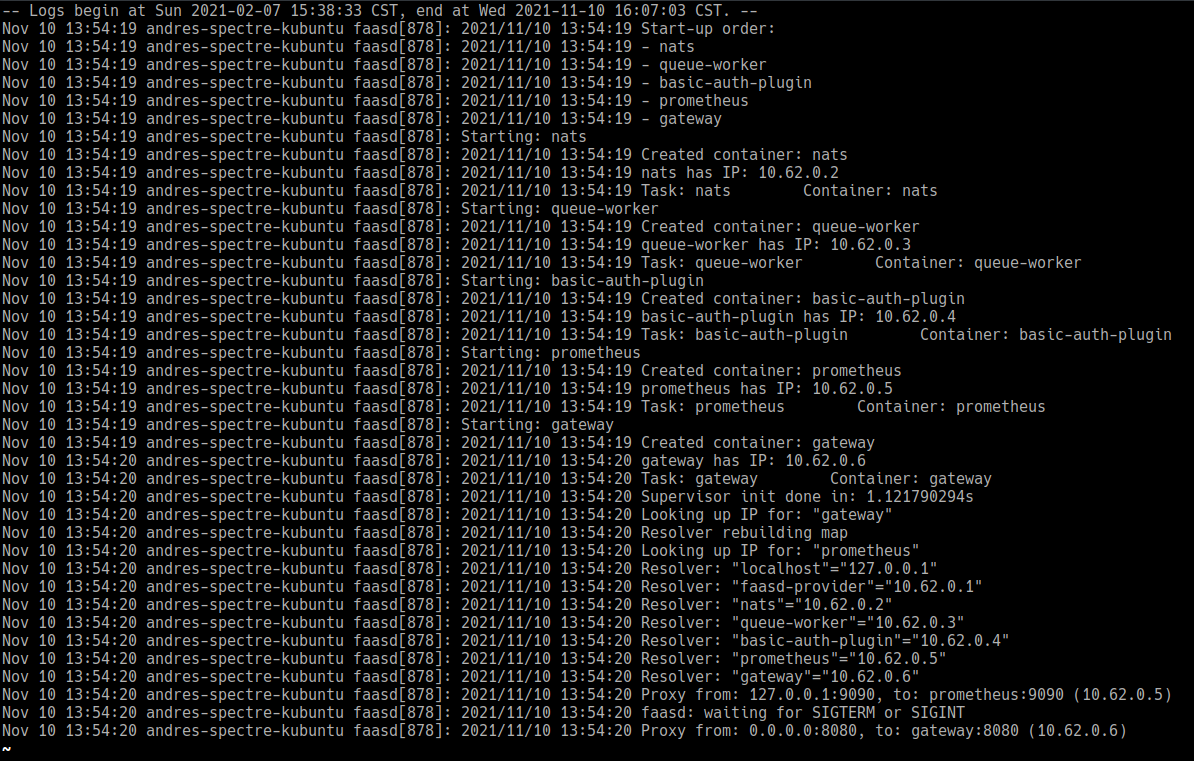 -- Logs begin at Sun 2021-02-07 15:38:33 CST, end at Wed 2021-11-10 16:07:03 CST. --
Nov 10 13:54:19 andres-spectre-kubuntu faasd[878]: 2021/11/10 13:54:19 Start-up order:
Nov 10 13:54:19 andres-spectre-kubuntu faasd[878]: 2021/11/10 13:54:19 - nats
Nov 10 13:54:19 andres-spectre-kubuntu faasd[878]: 2021/11/10 13:54:19 - queue-worker
Nov 10 13:54:19 andres-spectre-kubuntu faasd[878]: 2021/11/10 13:54:19 - basic-auth-plugin
Nov 10 13:54:19 andres-spectre-kubuntu faasd[878]: 2021/11/10 13:54:19 - prometheus
Nov 10 13:54:19 andres-spectre-kubuntu faasd[878]: 2021/11/10 13:54:19 - gateway
Nov 10 13:54:19 andres-spectre-kubuntu faasd[878]: Starting: nats
Nov 10 13:54:19 andres-spectre-kubuntu faasd[878]: 2021/11/10 13:54:19 Created container: nats
Nov 10 13:54:19 andres-spectre-kubuntu faasd[878]: 2021/11/10 13:54:19 nats has IP: 10.62.0.2
Nov 10 13:54:19 andres-spectre-kubuntu faasd[878]: 2021/11/10 13:54:19 Task: nats        Container: nats
Nov 10 13:54:19 andres-spectre-kubuntu faasd[878]: Starting: queue-worker
Nov 10 13:54:19 andres-spectre-kubuntu faasd[878]: 2021/11/10 13:54:19 Created container: queue-worker
Nov 10 13:54:19 andres-spectre-kubuntu faasd[878]: 2021/11/10 13:54:19 queue-worker has IP: 10.62.0.3
Nov 10 13:54:19 andres-spectre-kubuntu faasd[878]: 2021/11/10 13:54:19 Task: queue-worker        Container: queue-worker
Nov 10 13:54:19 andres-spectre-kubuntu faasd[878]: Starting: basic-auth-plugin
Nov 10 13:54:19 andres-spectre-kubuntu faasd[878]: 2021/11/10 13:54:19 Created container: basic-auth-plugin
Nov 10 13:54:19 andres-spectre-kubuntu faasd[878]: 2021/11/10 13:54:19 basic-auth-plugin has IP: 10.62.0.4
Nov 10 13:54:19 andres-spectre-kubuntu faasd[878]: 2021/11/10 13:54:19 Task: basic-auth-plugin        Container: basic-auth-plugin
Nov 10 13:54:19 andres-spectre-kubuntu faasd[878]: Starting: prometheus
Nov 10 13:54:19 andres-spectre-kubuntu faasd[878]: 2021/11/10 13:54:19 Created container: prometheus
Nov 10 13:54:19 andres-spectre-kubuntu faasd[878]: 2021/11/10 13:54:19 prometheus has IP: 10.62.0.5
Nov 10 13:54:19 andres-spectre-kubuntu faasd[878]: 2021/11/10 13:54:19 Task: prometheus        Container: prometheus
Nov 10 13:54:19 andres-spectre-kubuntu faasd[878]: Starting: gateway
Nov 10 13:54:19 andres-spectre-kubuntu faasd[878]: 2021/11/10 13:54:19 Created container: gateway
Nov 10 13:54:20 andres-spectre-kubuntu faasd[878]: 2021/11/10 13:54:20 gateway has IP: 10.62.0.6
Nov 10 13:54:20 andres-spectre-kubuntu faasd[878]: 2021/11/10 13:54:20 Task: gateway        Container: gateway
Nov 10 13:54:20 andres-spectre-kubuntu faasd[878]: 2021/11/10 13:54:20 Supervisor init done in: 1.121790294s
Nov 10 13:54:20 andres-spectre-kubuntu faasd[878]: 2021/11/10 13:54:20 Looking up IP for: "gateway"
Nov 10 13:54:20 andres-spectre-kubuntu faasd[878]: 2021/11/10 13:54:20 Resolver rebuilding map
Nov 10 13:54:20 andres-spectre-kubuntu faasd[878]: 2021/11/10 13:54:20 Looking up IP for: "prometheus"
Nov 10 13:54:20 andres-spectre-kubuntu faasd[878]: 2021/11/10 13:54:20 Resolver: "localhost"="127.0.0.1"
Nov 10 13:54:20 andres-spectre-kubuntu faasd[878]: 2021/11/10 13:54:20 Resolver: "faasd-provider"="10.62.0.1"
Nov 10 13:54:20 andres-spectre-kubuntu faasd[878]: 2021/11/10 13:54:20 Resolver: "nats"="10.62.0.2"
Nov 10 13:54:20 andres-spectre-kubuntu faasd[878]: 2021/11/10 13:54:20 Resolver: "queue-worker"="10.62.0.3"
Nov 10 13:54:20 andres-spectre-kubuntu faasd[878]: 2021/11/10 13:54:20 Resolver: "basic-auth-plugin"="10.62.0.4"
Nov 10 13:54:20 andres-spectre-kubuntu faasd[878]: 2021/11/10 13:54:20 Resolver: "prometheus"="10.62.0.5"
Nov 10 13:54:20 andres-spectre-kubuntu faasd[878]: 2021/11/10 13:54:20 Resolver: "gateway"="10.62.0.6"
Nov 10 13:54:20 andres-spectre-kubuntu faasd[878]: 2021/11/10 13:54:20 Proxy from: 127.0.0.1:9090, to: prometheus:9090 (10.62.0.5)
Nov 10 13:54:20 andres-spectre-kubuntu faasd[878]: 2021/11/10 13:54:20 faasd: waiting for SIGTERM or SIGINT
Nov 10 13:54:20 andres-spectre-kubuntu faasd[878]: 2021/11/10 13:54:20 Proxy from: 0.0.0.0:8080, to: gateway:8080 (10.62.0.6)
~